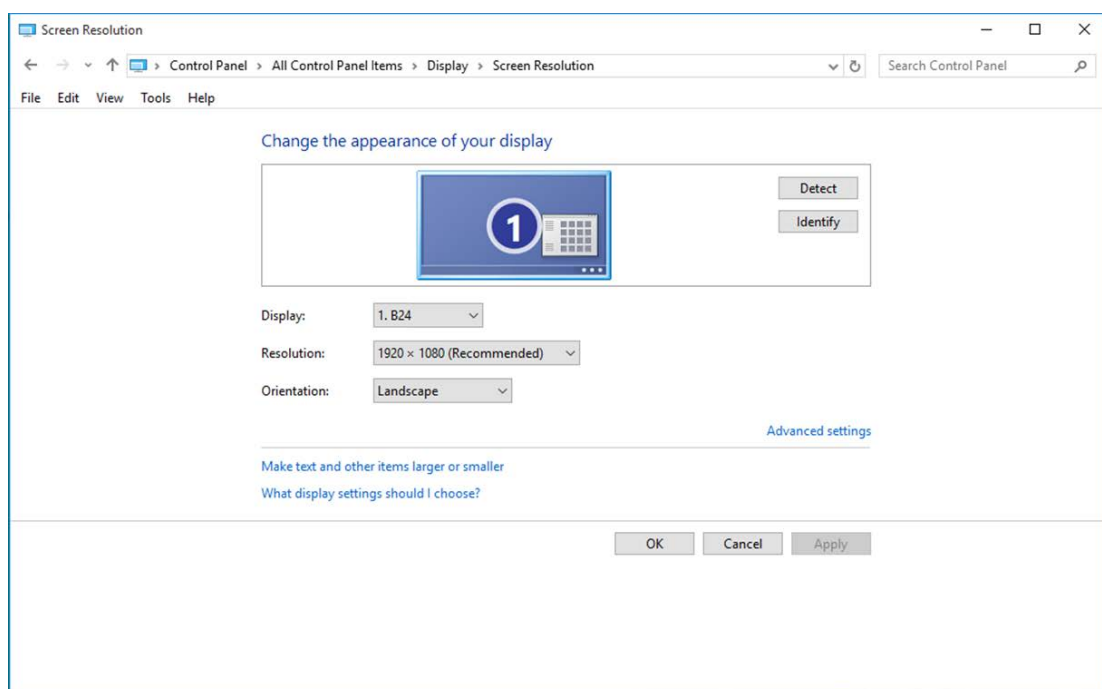 Screen Resolution
Control Panel > All Control Panel Items > Display > Screen Resolution
Search Control Panel
File Edit View Tools Help
Change the appearance of your display
1
Detect
Identify
Display: 1. B24
Resolution: 1920 × 1080 (Recommended)
Orientation: Landscape
Advanced settings
Make text and other items larger or smaller
What display settings should I choose?
OK Cancel Apply